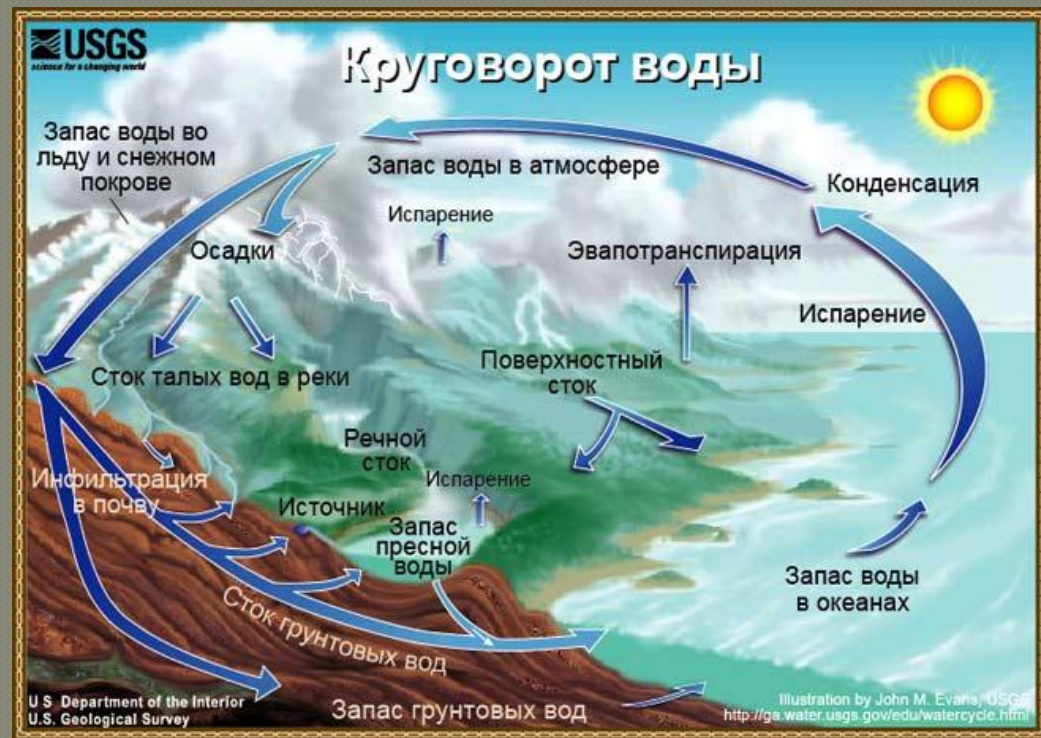 USGS
science for a changing world
Круговорот воды
Запас воды во
льду и снежном
покрове
Запас воды в атмосфере
Конденсация
Испарение
Осадки
Эвапотранспирация
Испарение
Сток талых вод в реки
Поверхностный
сток
Речной
сток
Инфильтрация
в почву
Испарение
Источник
Запас
пресной
воды
Запас воды
в океанах
Сток грунтовых вод
Запас грунтовых вод
U S Department of the Interior
U.S. Geological Survey
Illustration by John M. Evans, USGS
http://ga.water.usgs.gov/edu/watercycle.html